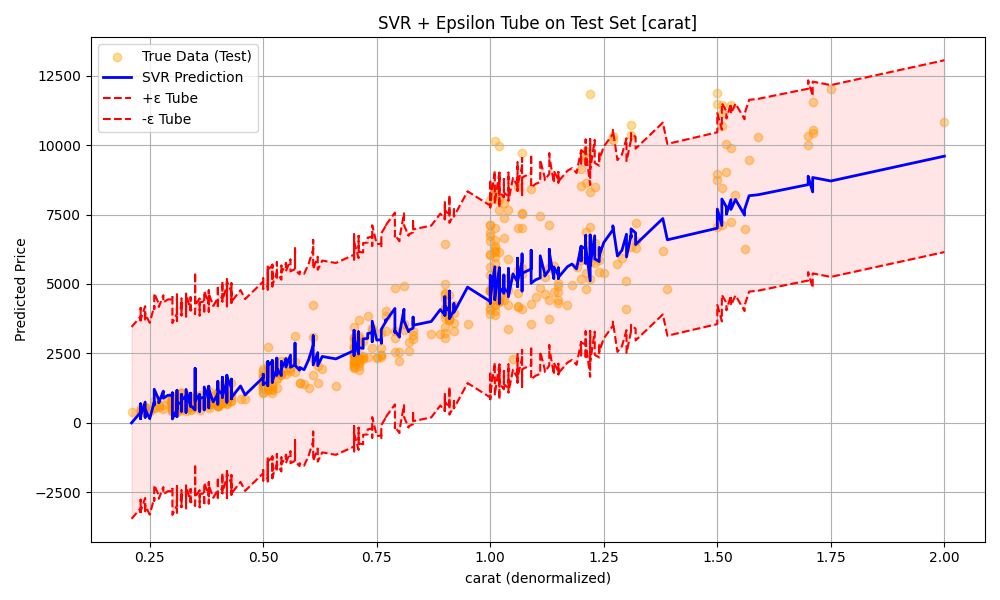 SVR + Epsilon Tube on Test Set [carat]
True Data (Test)
SVR Prediction
+ε Tube
-ε Tube
Predicted Price
12500
10000
7500
5000
2500
0
−2500
0.25 0.50 0.75 1.00 1.25 1.50 1.75 2.00
carat (denormalized)